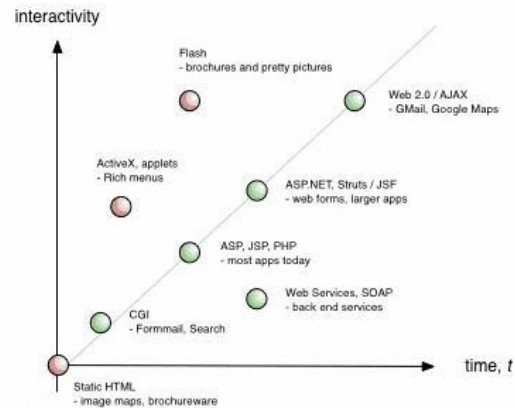 interactivity
Flash
- brochures and pretty pictures
Web 2.0 / AJAX
- GMail, Google Maps
ActiveX, applets
- Rich menus
ASP.NET, Struts / JSF
- web forms, larger apps
ASP, JSP, PHP
- most apps today
Web Services, SOAP
- back end services
CGI
- Formmail, Search
time, t
Static HTML
- image maps, brochureware